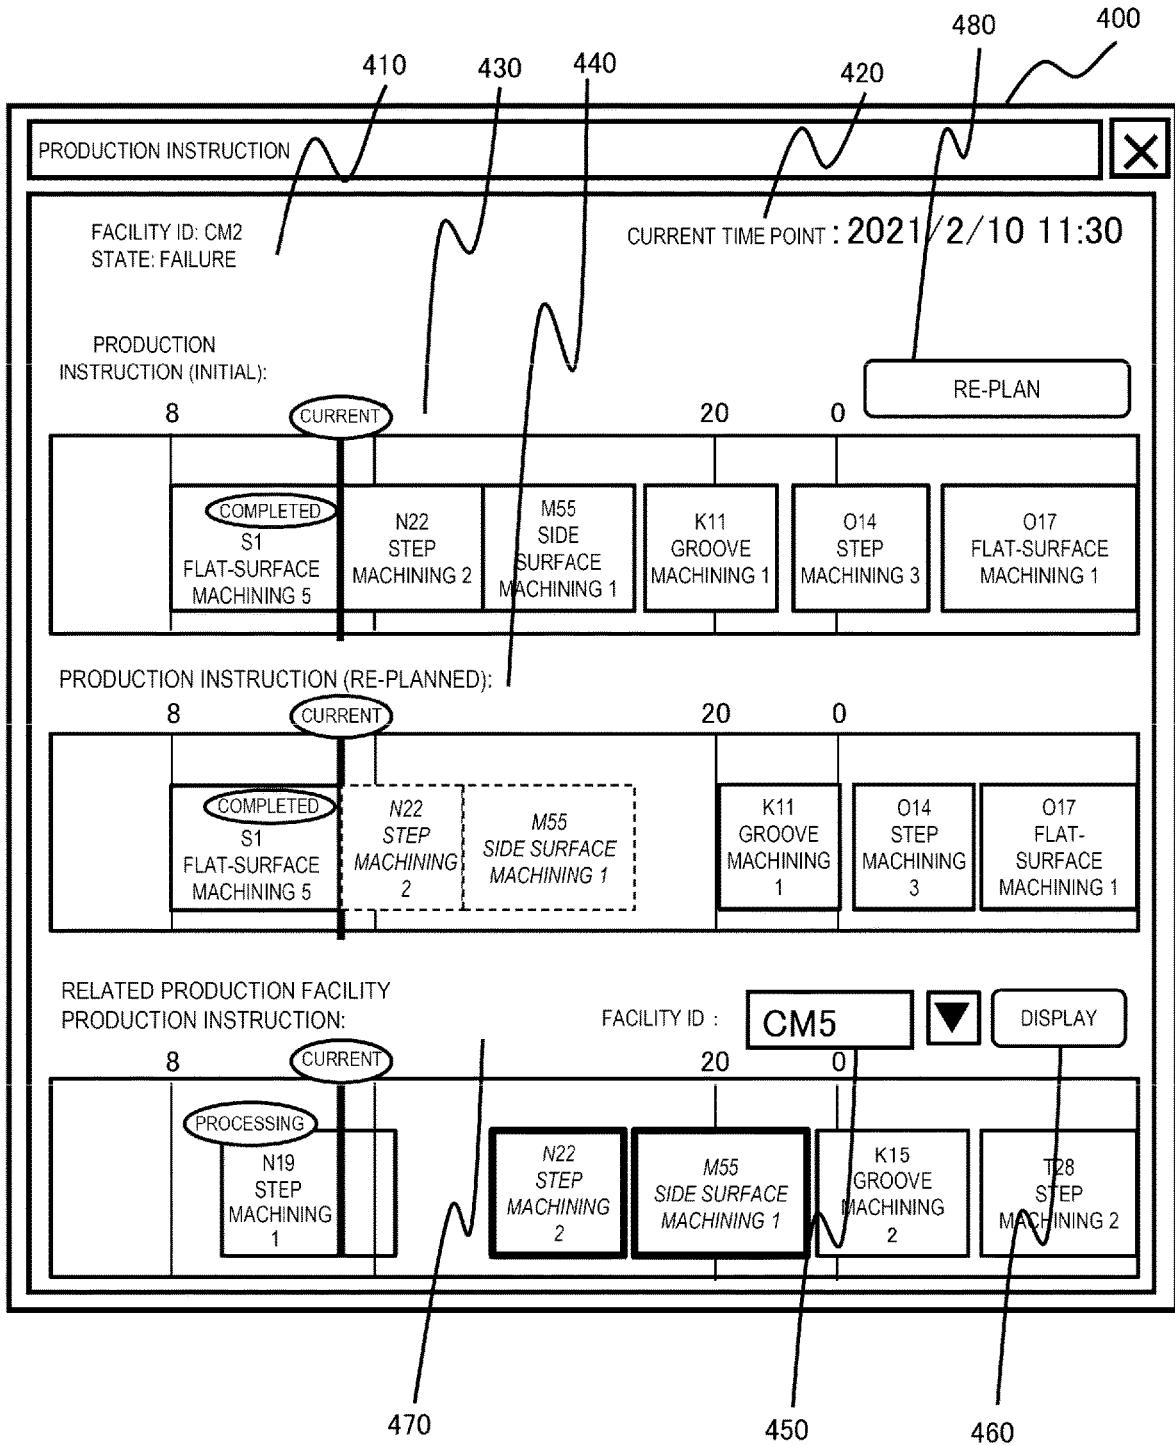 480
400
410
430
440
420
PRODUCTION INSTRUCTION
FACILITY ID: CM2
STATE: FAILURE
CURRENT TIME POINT : 2021/2/10 11:30
PRODUCTION
INSTRUCTION (INITIAL):
RE-PLAN
8
CURRENT
20
0
COMPLETED
S1
FLAT-SURFACE
MACHINING 5
N22
STEP
MACHINING 2
M55
SIDE
SURFACE
MACHINING 1
K11
GROOVE
MACHINING 1
O14
STEP
MACHINING 3
O17
FLAT-SURFACE
MACHINING 1
PRODUCTION INSTRUCTION (RE-PLANNED):
8
CURRENT
20
0
COMPLETED
S1
FLAT-SURFACE
MACHINING 5
N22
STEP
MACHINING
2
M55
SIDE SURFACE
MACHINING 1
K11
GROOVE
MACHINING
1
O14
STEP
MACHINING
3
O17
FLAT-
SURFACE
MACHINING 1
RELATED PRODUCTION FACILITY
PRODUCTION INSTRUCTION:
FACILITY ID :
CM5
DISPLAY
8
CURRENT
20
0
PROCESSING
N19
STEP
MACHINING
1
N22
STEP
MACHINING
2
M55
SIDE SURFACE
MACHINING 1
K15
GROOVE
MACHINING
2
T28
STEP
MACHINING 2
470
450
460